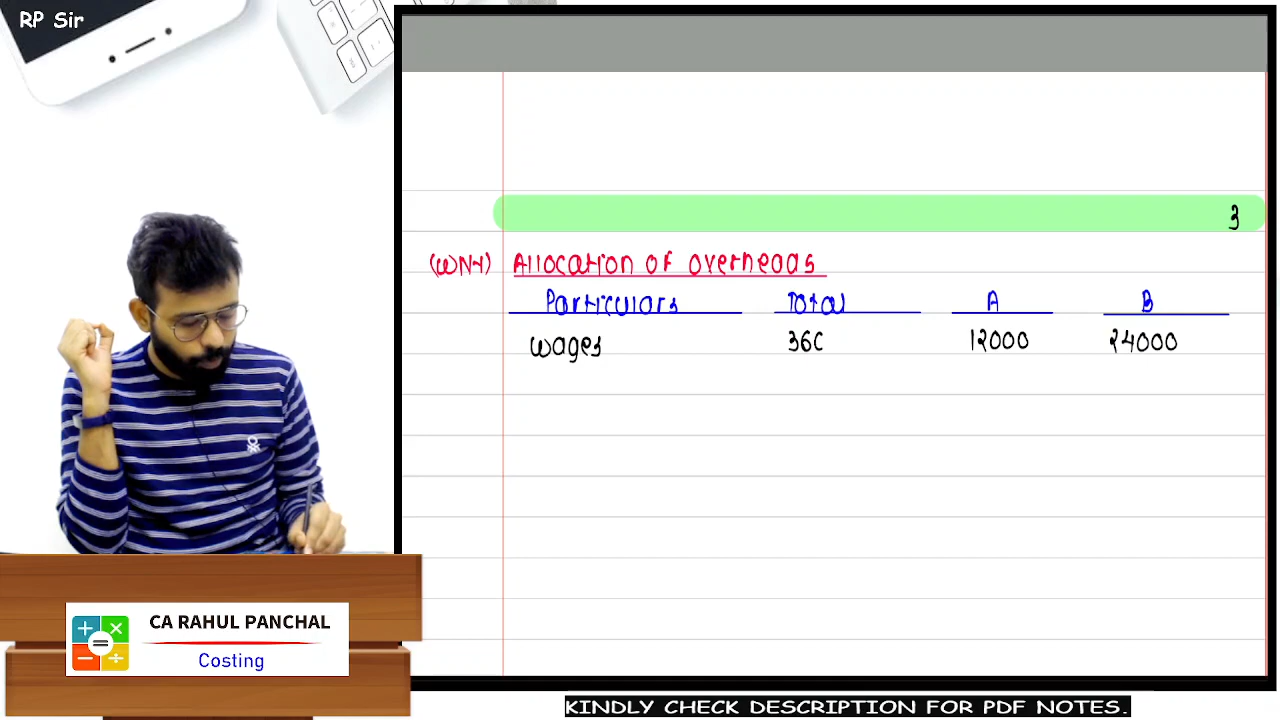 RP Sir
3
(WN-1) Allocation of overheads
Particulars Total A B
wages 360 12000 24000
CA RAHUL PANCHAL
Costing
KINDLY CHECK DESCRIPTION FOR PDF NOTES.